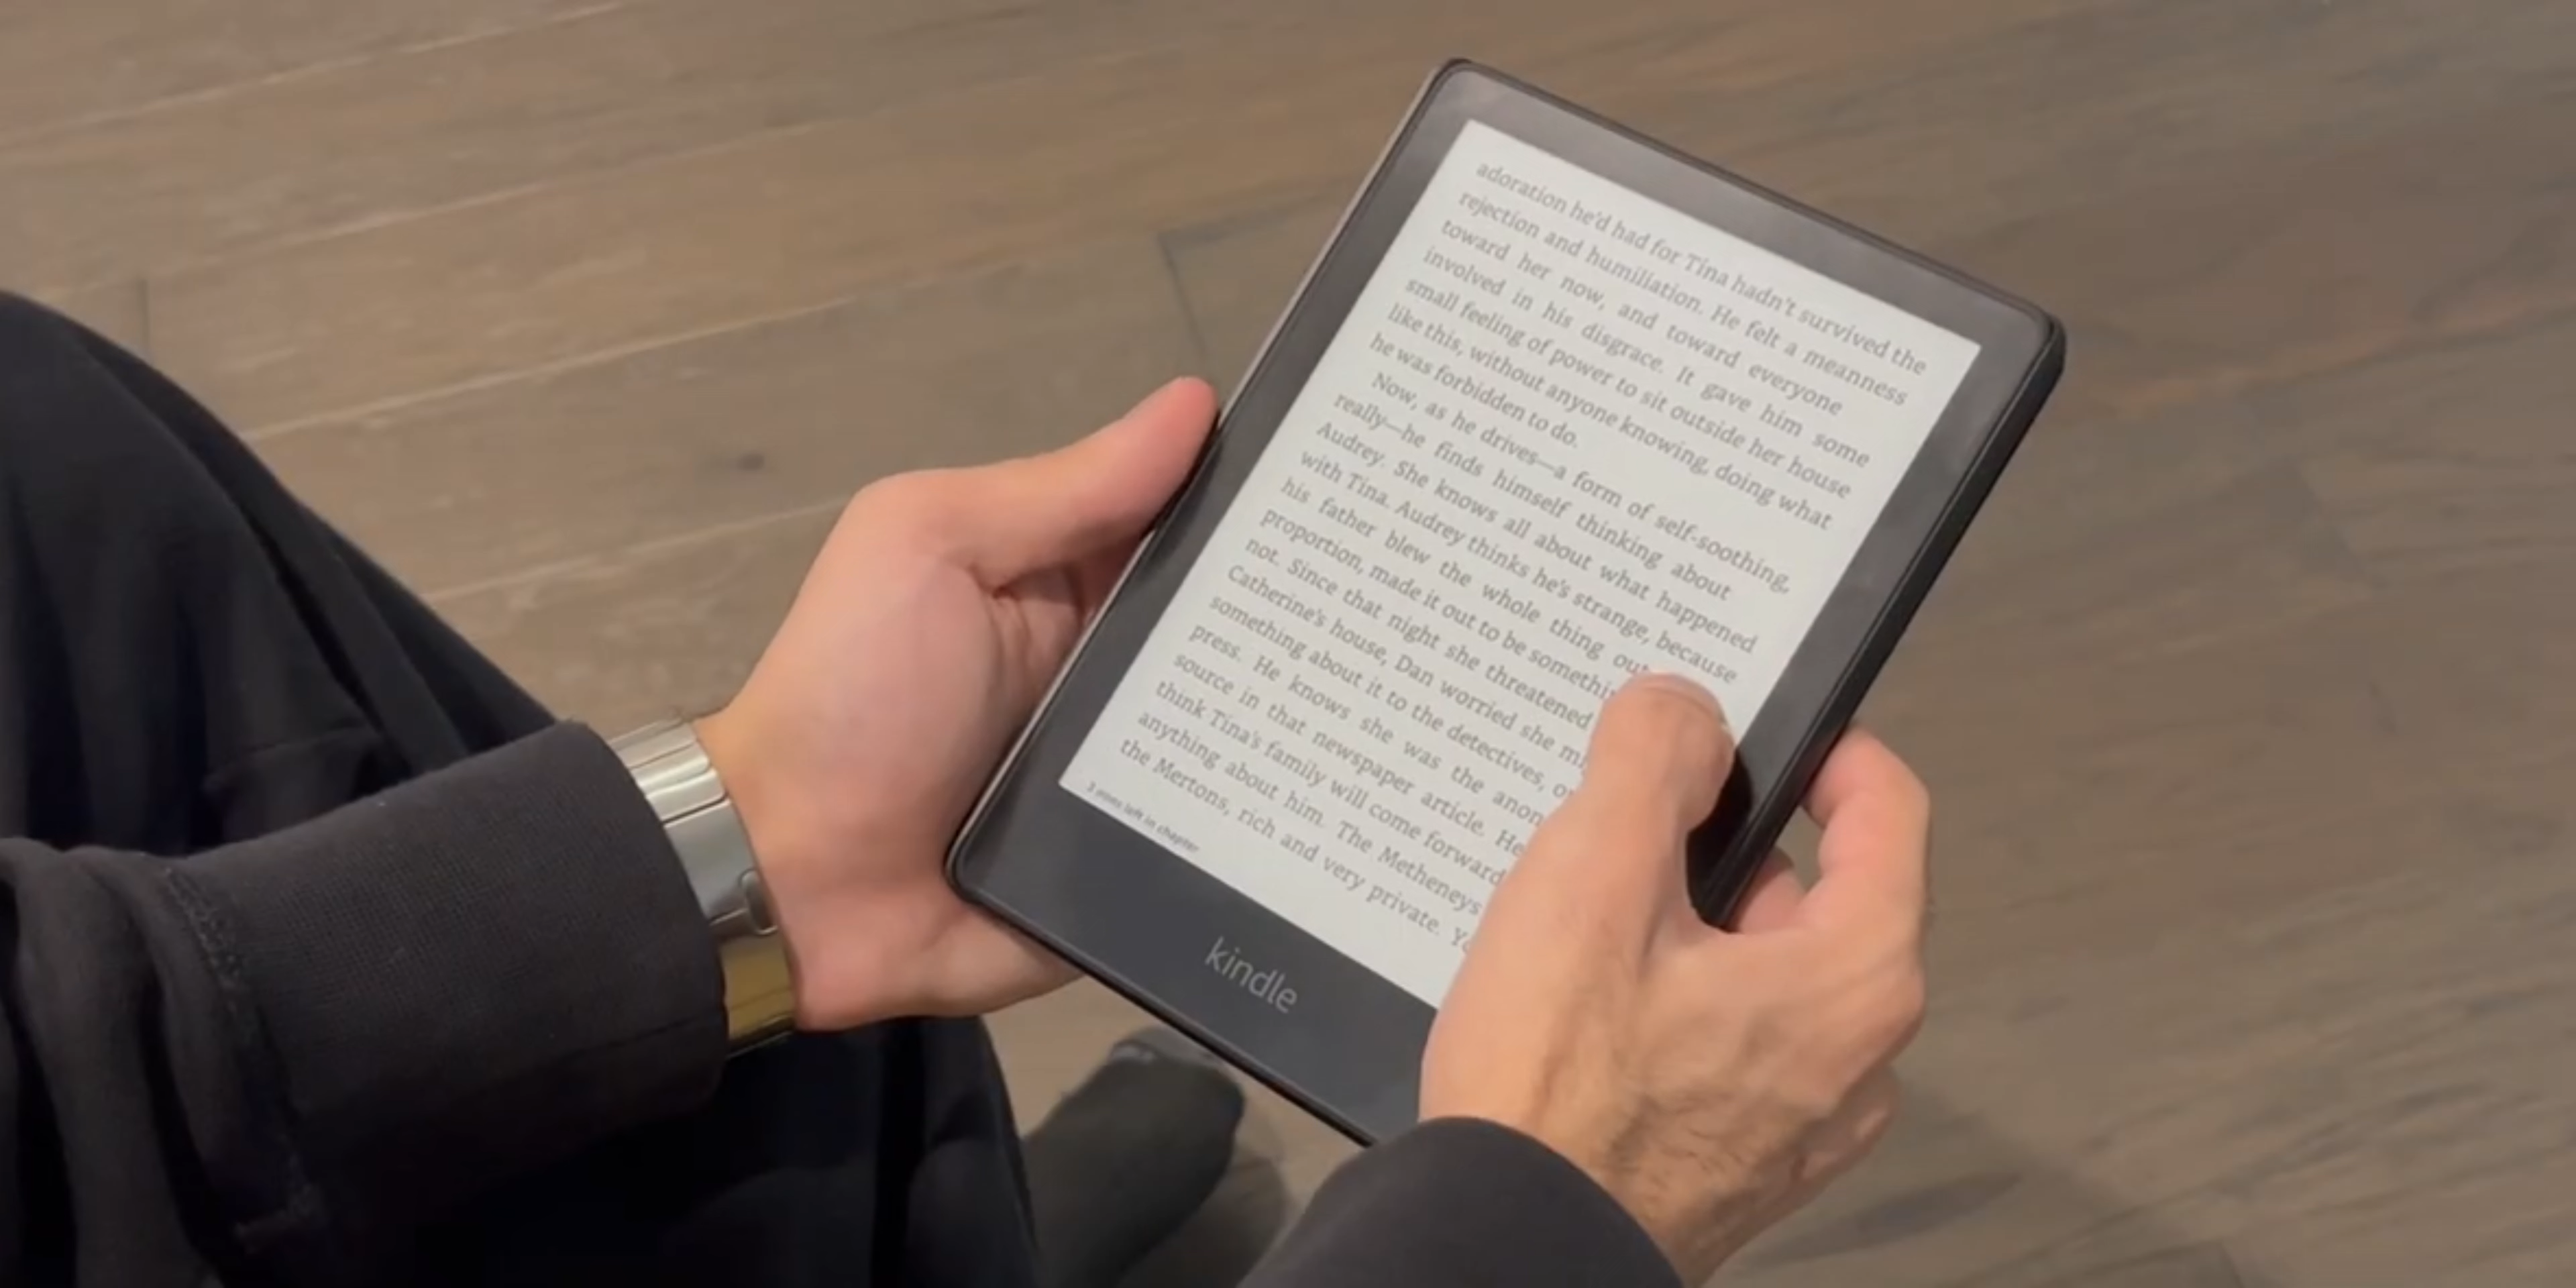 adoration he'd had for Tina hadn't survived the
rejection and humiliation. He felt a meanness
toward her now, and toward everyone
involved in his disgrace. It gave him some
small feeling of power to sit outside her house
like this, without anyone knowing, doing what
he was forbidden to do.
Now, as he drives—a form of self-soothing,
really—he finds himself thinking about
Audrey. She knows all about what happened
with Tina. Audrey thinks he's strange, because
his father blew the whole thing out
proportion, made it out to be
not. Since that night she threatened
Catherine's house, Dan worried she
something about it to the detectives,
press. He knows she was the
source in that newspaper article. He
think Tina's family will come forward
anything about him. The Metheneys
the Mertons, rich and very private.
3 mins left in chapter
kindle